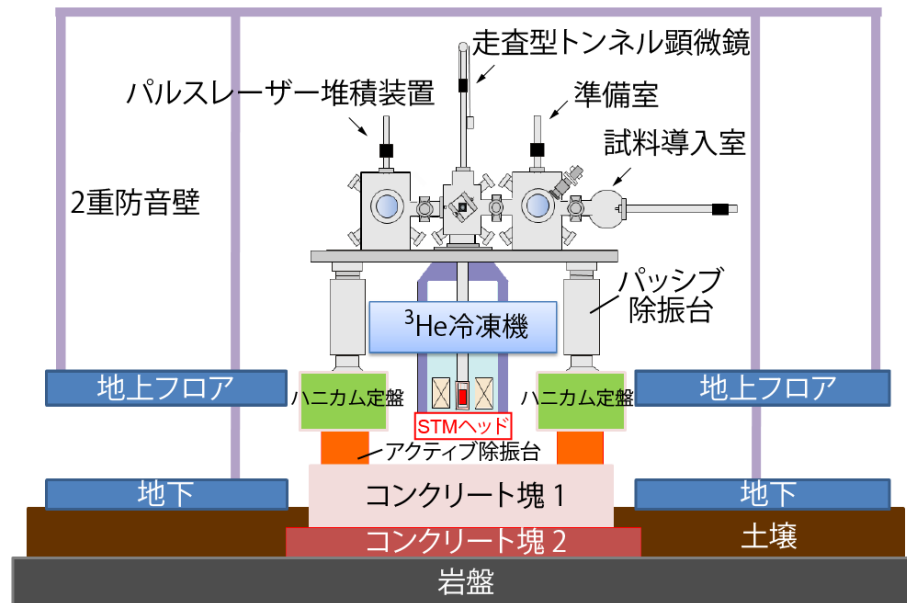 走査型トンネル顕微鏡
パルスレーザー堆積装置
準備室
試料導入室
2重防音壁
パッシブ
除振台
³He冷凍機
地上フロア
ハニカム定盤
ハニカム定盤
地上フロア
STMヘッド
アクティブ除振台
地下
コンクリート塊 1
地下
コンクリート塊 2
土壌
岩盤